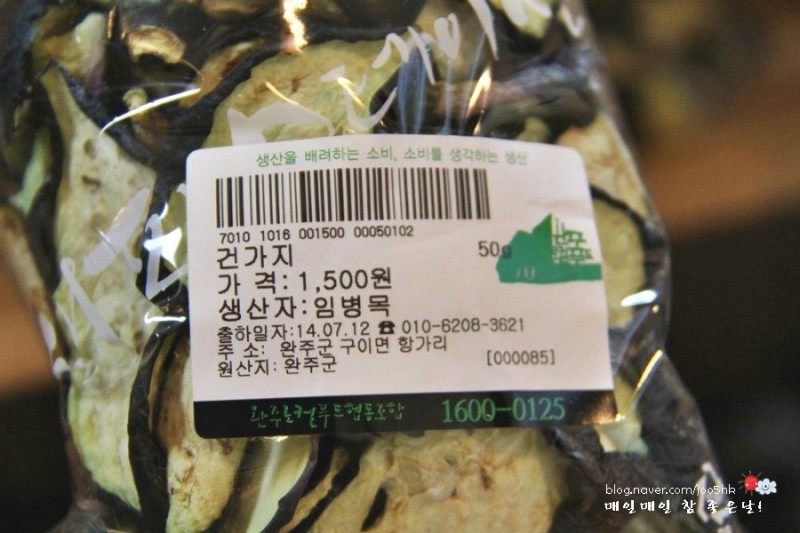 생산을 배려하는 소비, 소비를 생각하는 생산
7010 1016 001500 00050102
건가지 50g
가 격: 1,500원
생산자: 임병목
출하일자:14.07.12 ☎ 010-6208-3621
주 소: 완주군 구이면 항가리
원산지: 완주군 [000085]
완주로컬푸드협동조합 1600-0125
blog.naver.com/joo5hk
매일매일 참 좋은날!